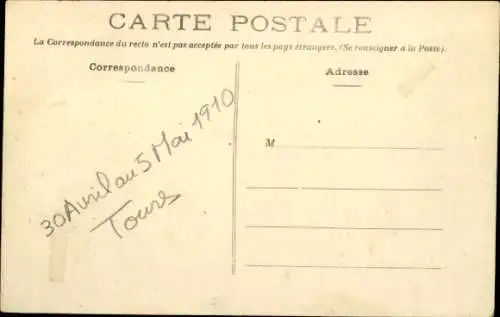 CARTE POSTALE
La Correspondance du recto n'est pas acceptée par tous les pays étrangers. (Se renseigner à la Poste).
Correspondance
Adresse
M
30 Avril au 5 Mai 1910
Tours